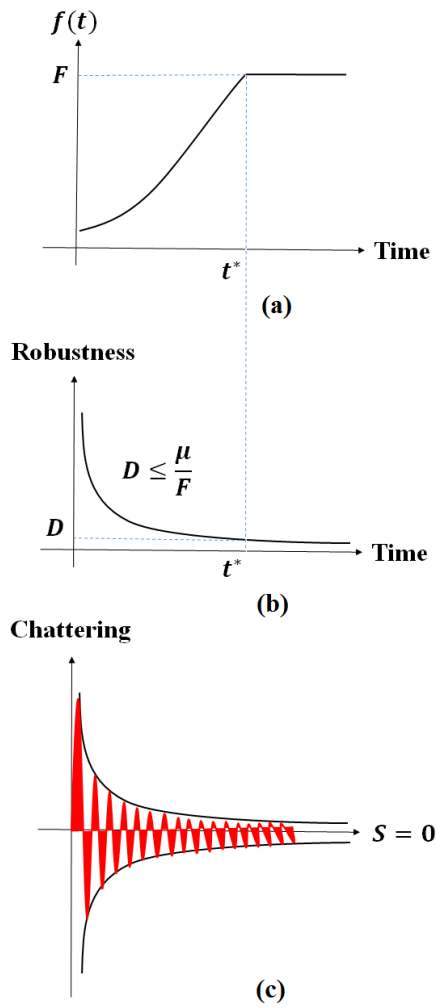 f(t)
F
Time
t*
(a)
Robustness
D ≤ μ/F
D
Time
t*
(b)
Chattering
S = 0
(c)